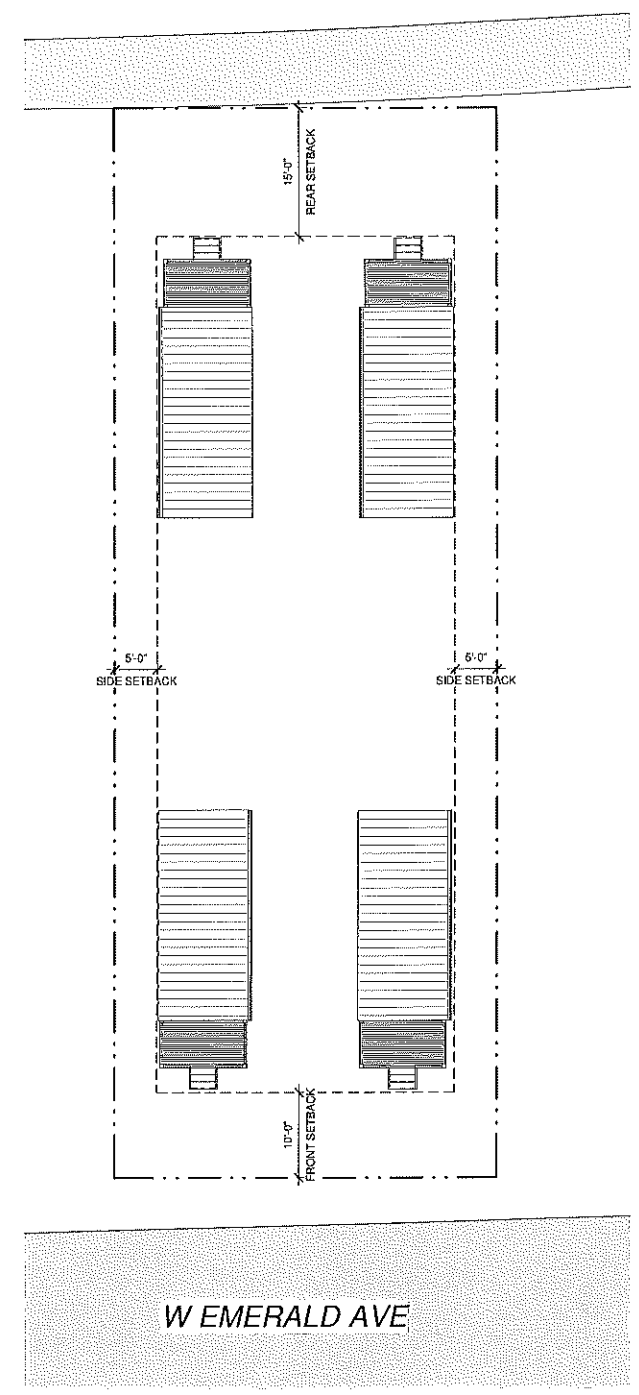 15'-0"
REAR SETBACK
5'-0"
SIDE SETBACK
5'-0"
SIDE SETBACK
10'-0"
FRONT SETBACK
W EMERALD AVE